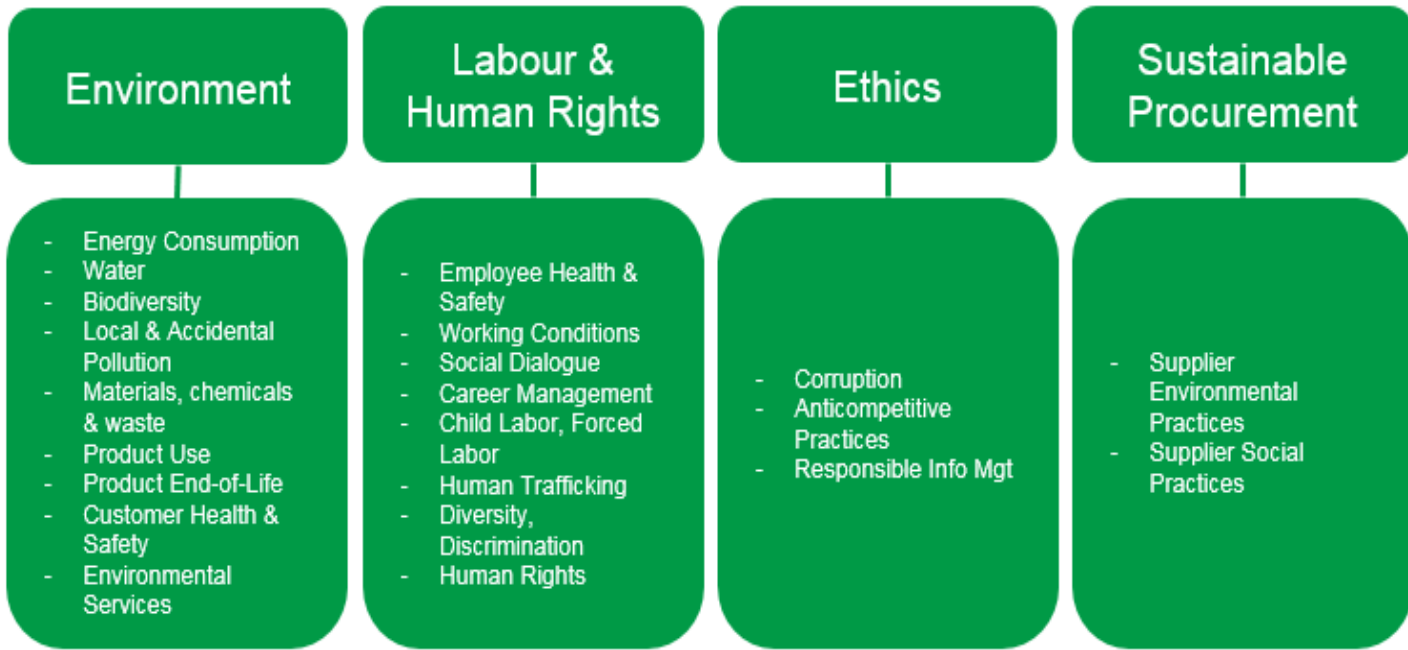 Environment
- Energy Consumption
- Water
- Biodiversity
- Local & Accidental
Pollution
- Materials, chemicals
& waste
- Product Use
- Product End-of-Life
- Customer Health &
Safety
- Environmental
Services
Labour &
Human Rights
- Employee Health &
Safety
- Working Conditions
- Social Dialogue
- Career Management
- Child Labor, Forced
Labor
- Human Trafficking
- Diversity,
Discrimination
- Human Rights
Ethics
- Corruption
- Anticompetitive
Practices
- Responsible Info Mgt
Sustainable
Procurement
- Supplier
Environmental
Practices
- Supplier Social
Practices